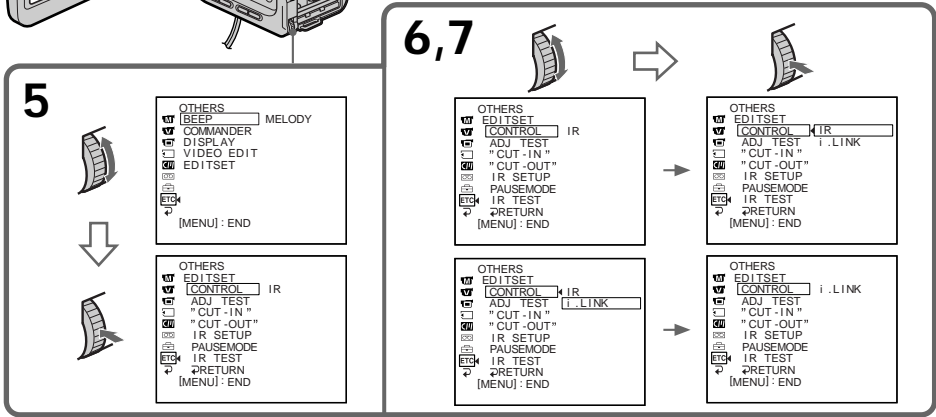 5
OTHERS
BEEP MELODY
COMMANDER
DISPLAY
VIDEO EDIT
EDITSET
ETC
[MENU] : END
OTHERS
EDITSET
CONTROL IR
ADJ TEST
"CUT-IN"
"CUT-OUT"
IR SETUP
PAUSEMODE
ETC IR TEST
RETURN
[MENU] : END
6,7
OTHERS
EDITSET
CONTROL IR
ADJ TEST
"CUT-IN"
"CUT-OUT"
IR SETUP
PAUSEMODE
ETC IR TEST
RETURN
[MENU] : END
OTHERS
EDITSET
CONTROL IR
ADJ TEST i.LINK
"CUT-IN"
"CUT-OUT"
IR SETUP
PAUSEMODE
ETC IR TEST
RETURN
[MENU] : END
OTHERS
EDITSET
CONTROL IR
ADJ TEST i.LINK
"CUT-IN"
"CUT-OUT"
IR SETUP
PAUSEMODE
ETC IR TEST
RETURN
[MENU] : END
OTHERS
EDITSET
CONTROL i.LINK
ADJ TEST
"CUT-IN"
"CUT-OUT"
IR SETUP
PAUSEMODE
ETC IR TEST
RETURN
[MENU] : END